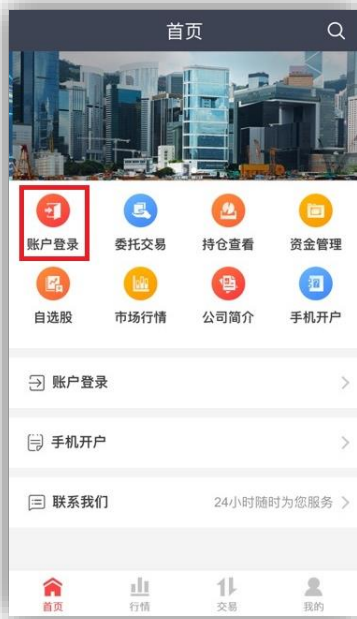 首页
账户登录 委托交易 持仓查看 资金管理
自选股 市场行情 公司简介 手机开户
账户登录
手机开户
联系我们 24小时随时为您服务
首页 行情 交易 我的